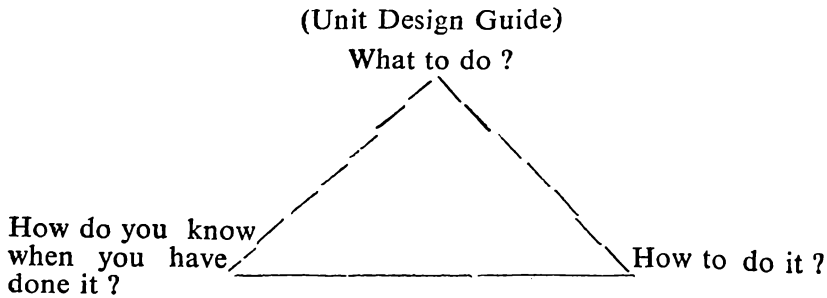 (Unit Design Guide)
What to do ?
How do you know
when you have
done it ?
How to do it ?